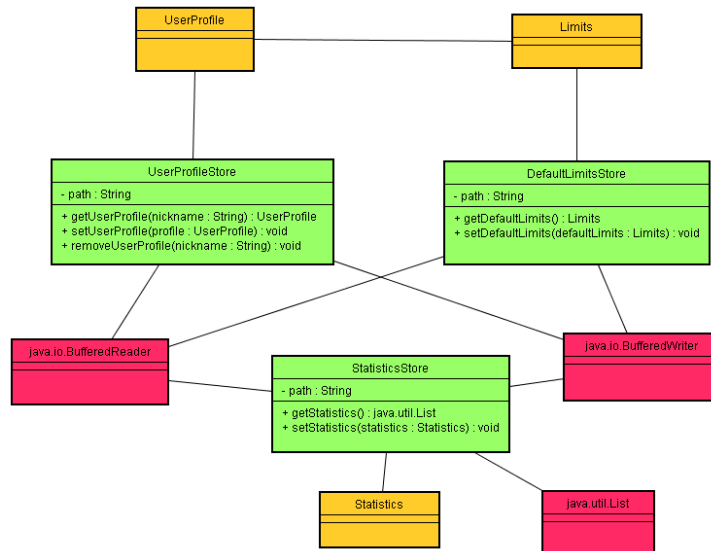 UserProfile
Limits
UserProfileStore
- path : String
+ getUserProfile(nickname : String) : UserProfile
+ setUserProfile(profile : UserProfile) : void
+ removeUserProfile(nickname : String) : void
DefaultLimitsStore
- path : String
+ getDefaultLimits() : Limits
+ setDefaultLimits(defaultLimits : Limits) : void
java.io.BufferedReader
java.io.BufferedWriter
StatisticsStore
- path : String
+ getStatistics() : java.util.List
+ setStatistics(statistics : Statistics) : void
Statistics
java.util.List